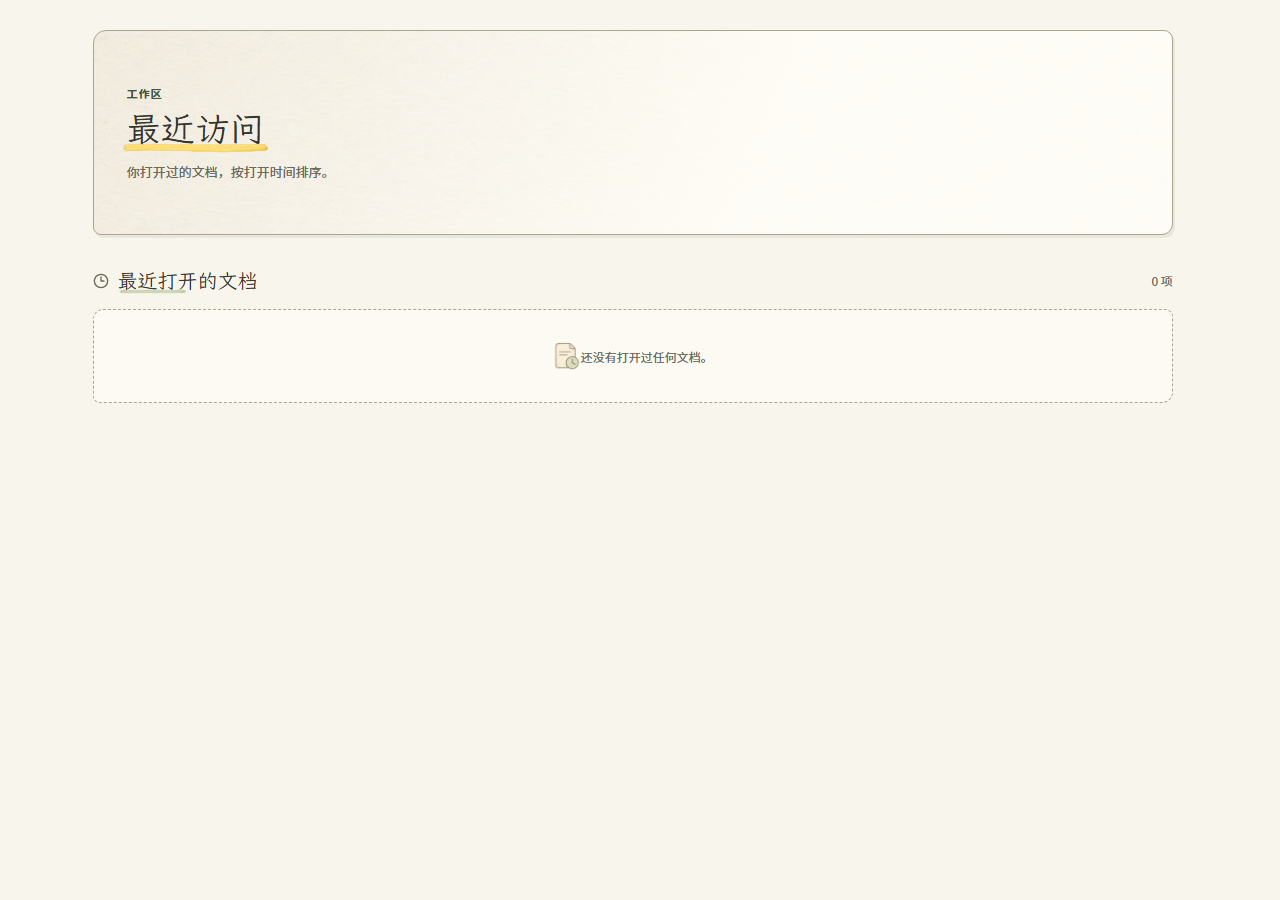 工作区
最近访问
你打开过的文档，按打开时间排序。
最近打开的文档
0 项
还没有打开过任何文档。